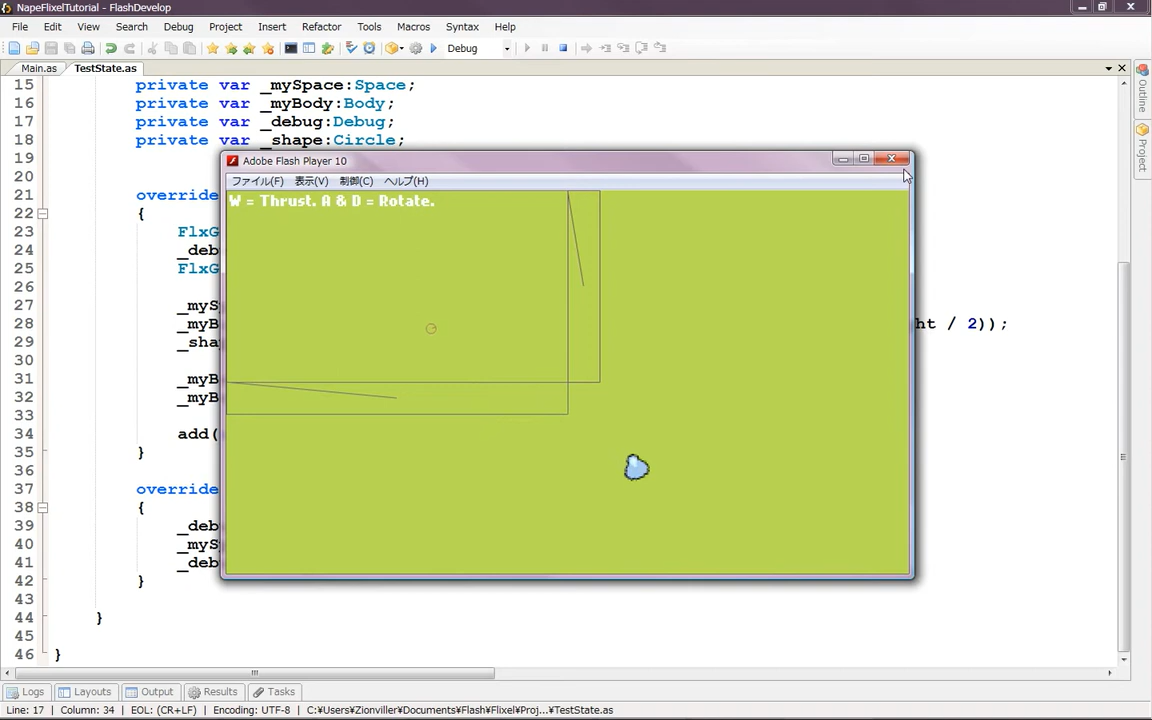 NapeFlixelTutorial - FlashDevelop
File Edit View Search Debug Project Insert Refactor Tools Macros Syntax Help
Debug
Main.as TestState.as
15 private var _mySpace:Space;
16 private var _myBody:Body;
17 private var _debug:Debug;
18 private var _shape:Circle;
19
20
21 override
22 {
23 FlxG
24 _deb
25 FlxG
26
27 _myS
28 _myB ht / 2));
29 _sha
30
31 _myB
32 _myB
33
34 add(
35 }
36
37 override
38 {
39 _deb
40 _myS
41 _deb
42 }
43
44 }
45
46 }
Adobe Flash Player 10
ファイル(F) 表示(V) 制御(C) ヘルプ(H)
W = Thrust. A & D = Rotate.
Outline
Project
Logs Layouts Output Results Tasks
Line: 17 Column: 34 EOL: (CR+LF) Encoding: UTF-8 C:¥Users¥Zionviller¥Documents¥Flash¥Flixel¥Proj...¥TestState.as